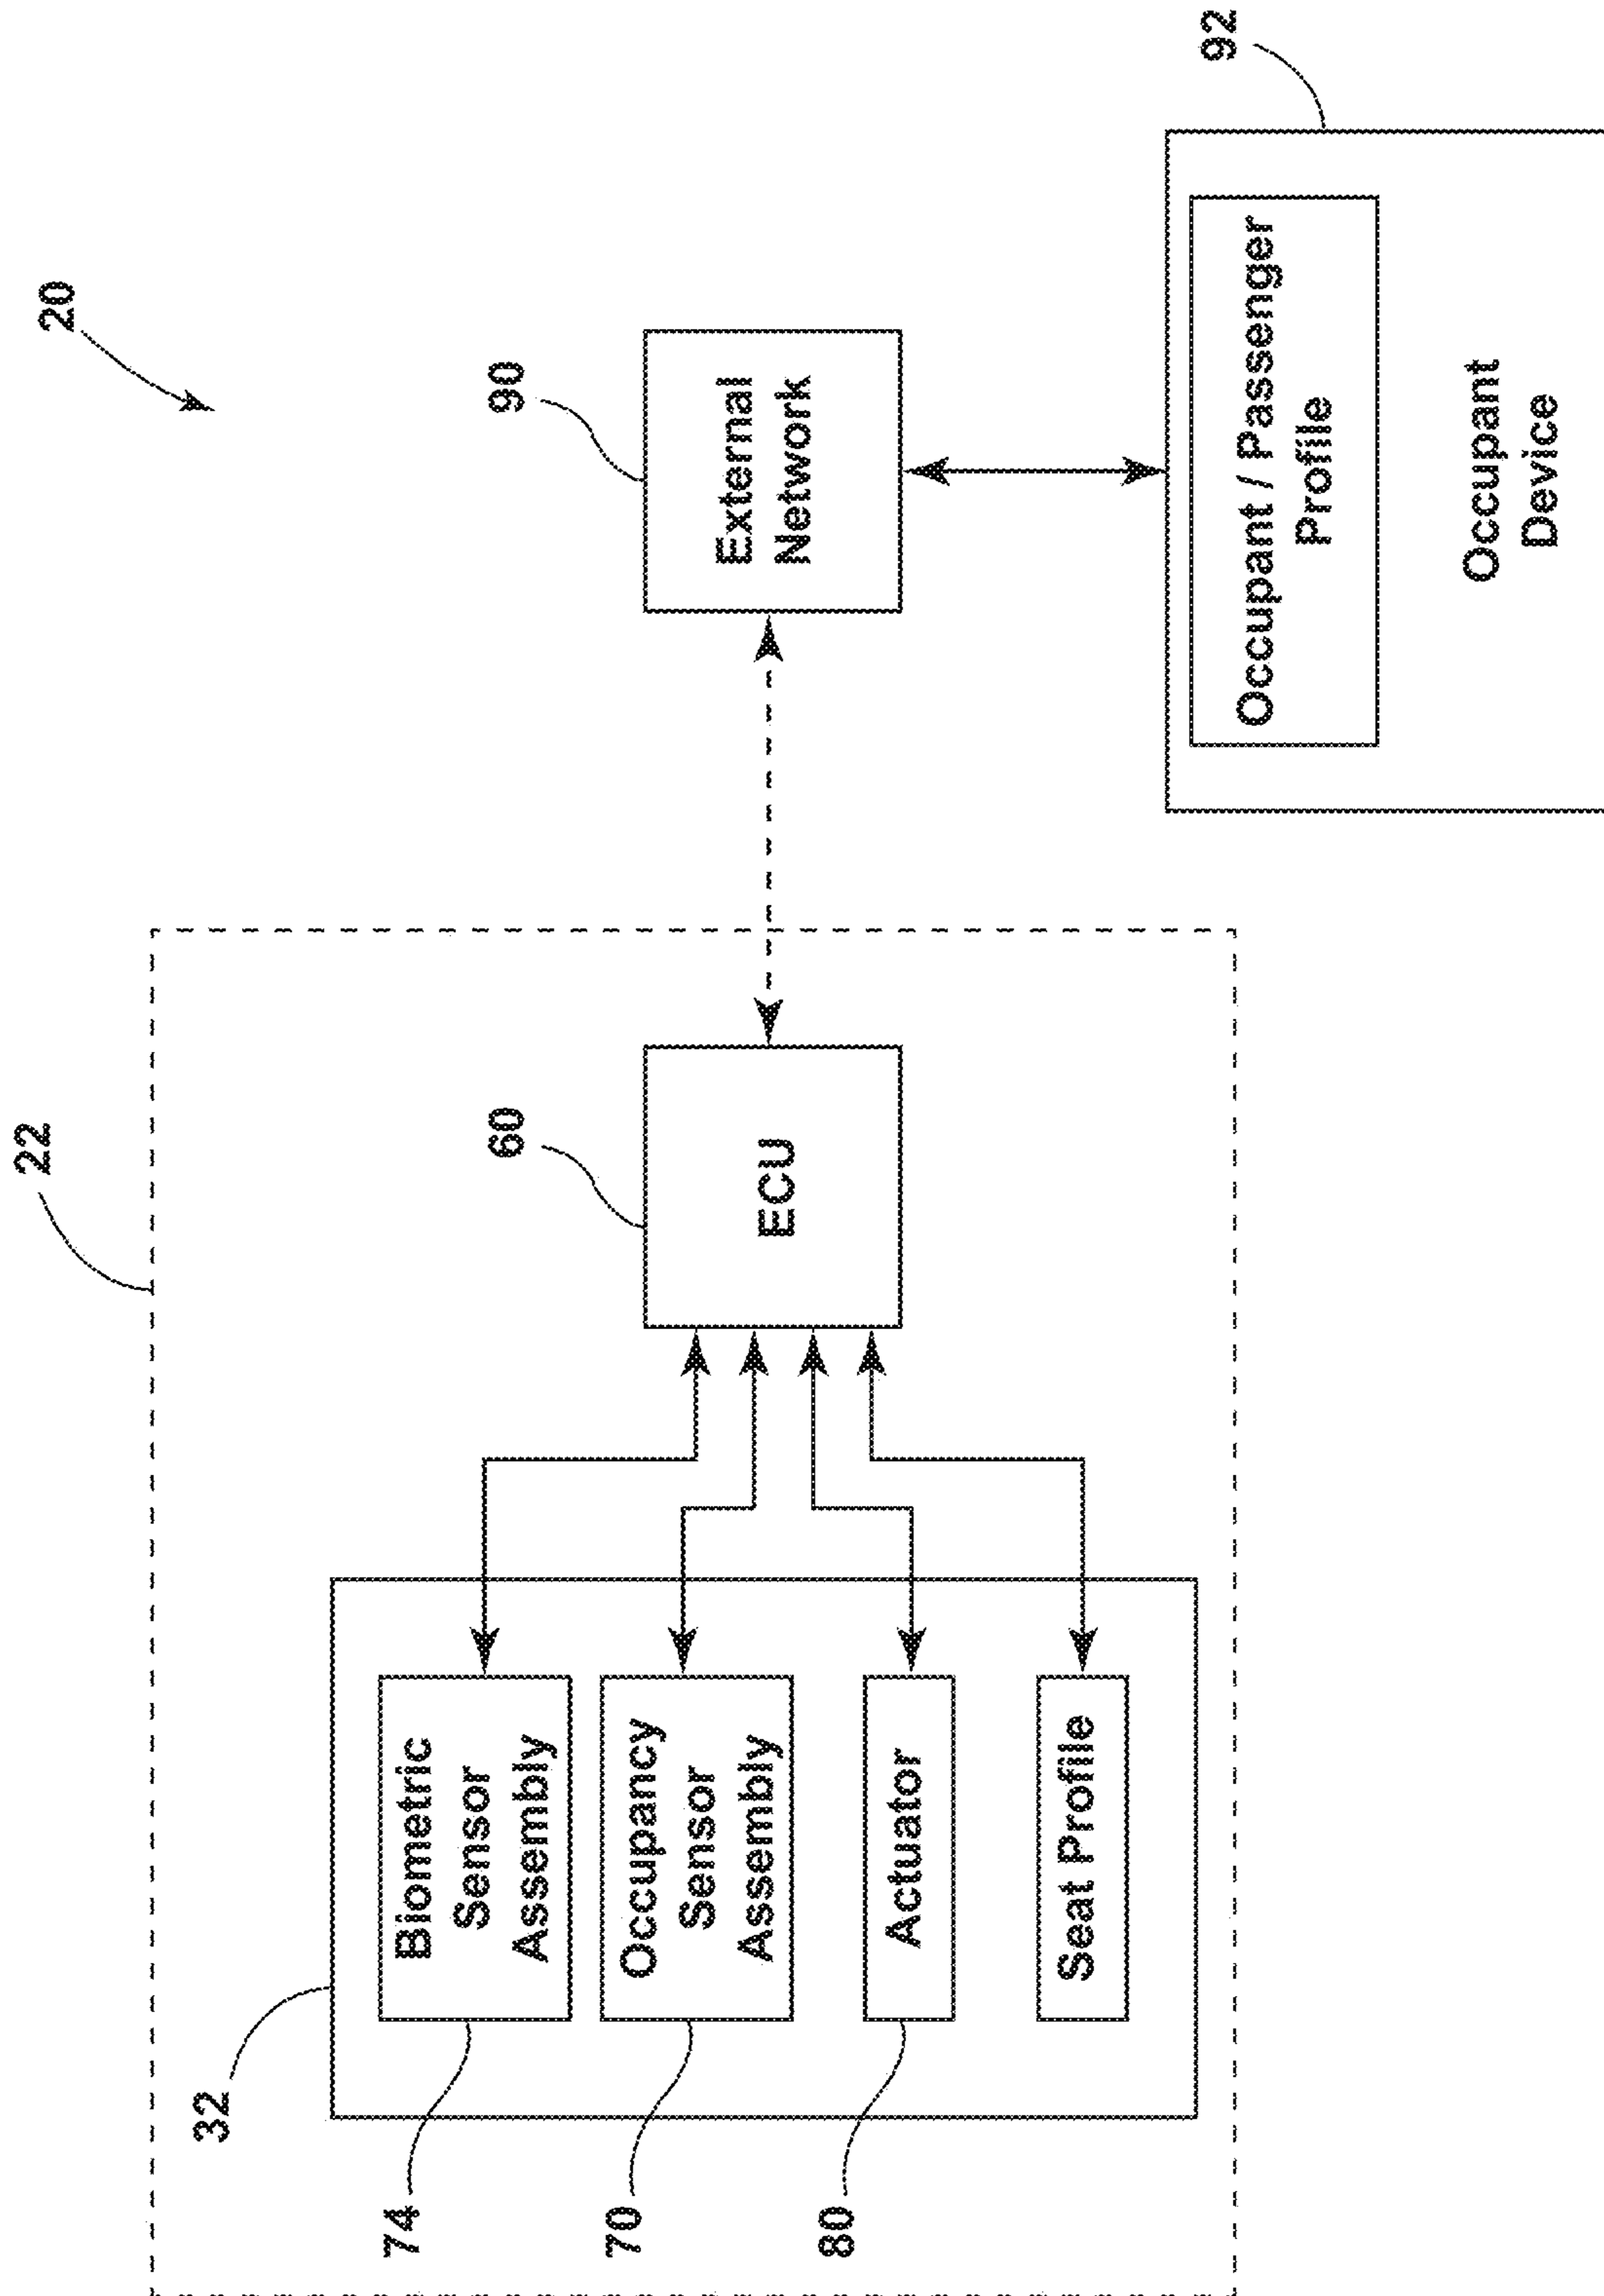 20
22
32
74
Biometric
Sensor
Assembly
70
Occupancy
Sensor
Assembly
80
Actuator
Seat Profile
60
ECU
90
External
Network
92
Occupant / Passenger
Profile
Occupant
Device